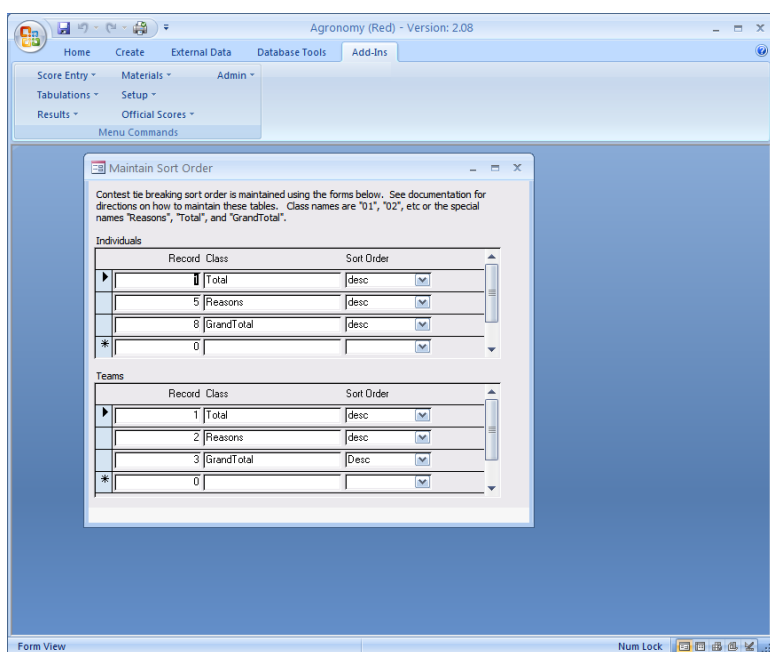 Agronomy (Red) - Version: 2.08
Home Create External Data Database Tools Add-Ins
Score Entry Materials Admin
Tabulations Setup
Results Official Scores
Menu Commands
Maintain Sort Order
Contest tie breaking sort order is maintained using the forms below. See documentation for
directions on how to maintain these tables. Class names are "01", "02", etc or the special
names "Reasons", "Total", and "GrandTotal".
Individuals
Record Class Sort Order
1 Total desc
5 Reasons desc
8 GrandTotal desc
* 0
Teams
Record Class Sort Order
1 Total desc
2 Reasons desc
3 GrandTotal Desc
* 0
Form View Num Lock